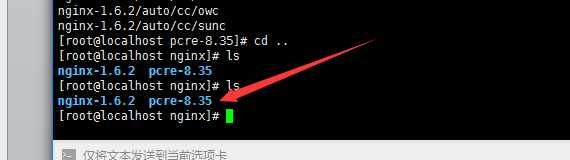 nginx-1.6.2/auto/cc/owc
nginx-1.6.2/auto/cc/sunc
[root@localhost pcre-8.35]# cd ..
[root@localhost nginx]# ls
nginx-1.6.2 pcre-8.35
[root@localhost nginx]# ls
nginx-1.6.2 pcre-8.35
[root@localhost nginx]#
仅将文本发送到当前选项卡